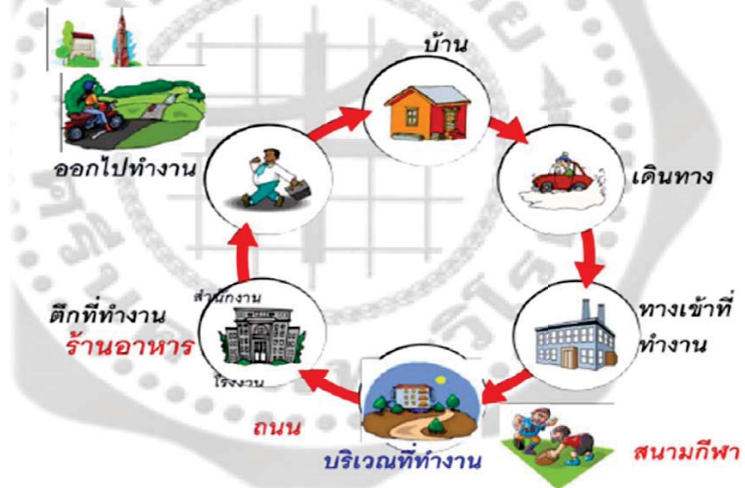 บ้าน
ออกไปทำงาน
เดินทาง
สำนักงาน
ตึกที่ทำงาน
ร้านอาหาร
โรงงาน
ทางเข้าที่
ทำงาน
ถนน
บริเวณที่ทำงาน
สนามกีฬา